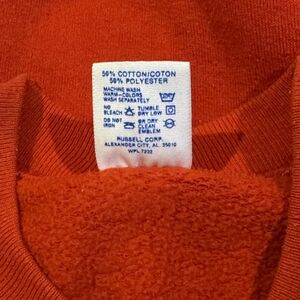 50% COTTON/COTON
50% POLYESTER
MACHINE WASH
WARM-COLORS
WASH SEPARATELY
NO BLEACH TUMBLE DRY LOW
DO NOT IRON OR DRY CLEAN EMBLEM
RUSSELL CORP.
ALEXANDER CITY, AL. 35010
WPL 7232